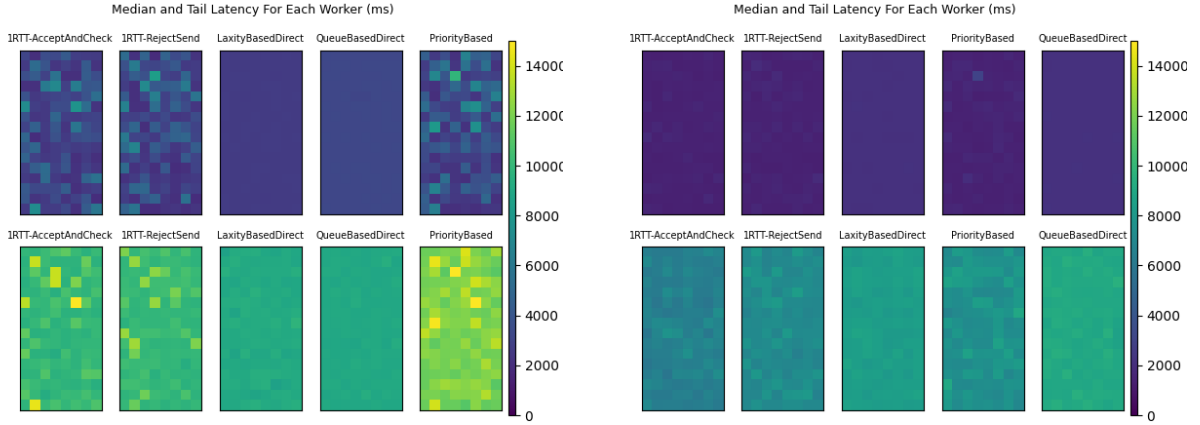 Median and Tail Latency For Each Worker (ms)
1RTT-AcceptAndCheck 1RTT-RejectSend LaxityBasedDirect QueueBasedDirect PriorityBased
14000
12000
10000
8000
1RTT-AcceptAndCheck 1RTT-RejectSend LaxityBasedDirect QueueBasedDirect PriorityBased
6000
4000
2000
0
Median and Tail Latency For Each Worker (ms)
1RTT-AcceptAndCheck 1RTT-RejectSend LaxityBasedDirect PriorityBased QueueBasedDirect
14000
12000
10000
8000
1RTT-AcceptAndCheck 1RTT-RejectSend LaxityBasedDirect PriorityBased QueueBasedDirect
6000
4000
2000
0